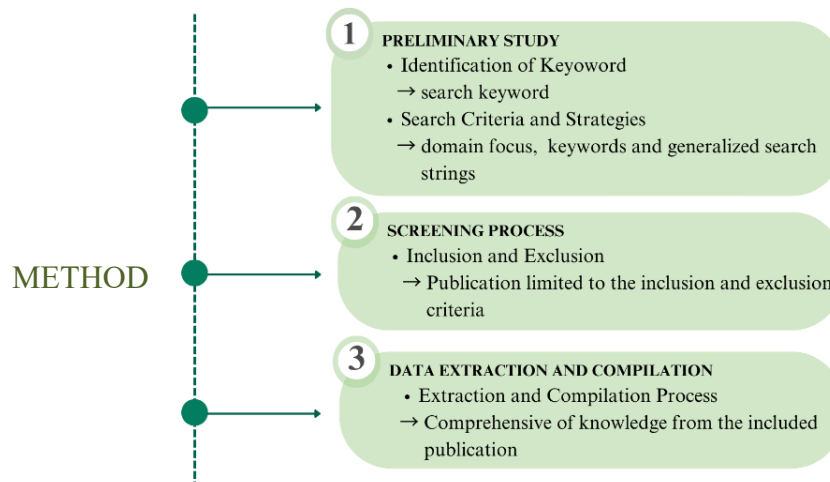 METHOD
1
PRELIMINARY STUDY
• Identification of Keyoword
→ search keyword
• Search Criteria and Strategies
→ domain focus, keywords and generalized search
strings
2
SCREENING PROCESS
• Inclusion and Exclusion
→ Publication limited to the inclusion and exclusion
criteria
3
DATA EXTRACTION AND COMPILATION
• Extraction and Compilation Process
→ Comprehensive of knowledge from the included
publication